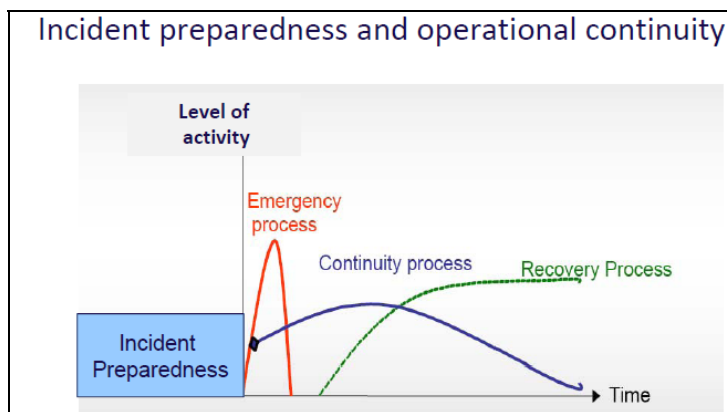 Incident preparedness and operational continuity
Level of
activity
Emergency
process
Continuity process
Recovery Process
Incident
Preparedness
Time